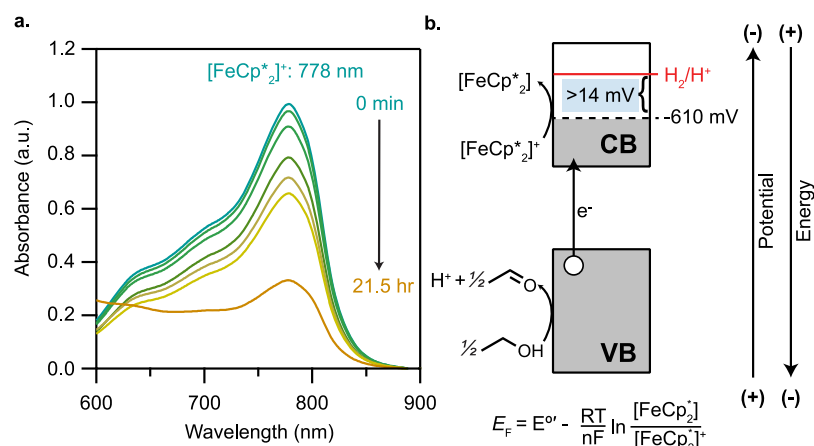 a.
[FeCp*2]+: 778 nm
0 min
21.5 hr
Absorbance (a.u.)
1.2
1.0
0.8
0.6
0.4
0.2
0.0
600
700
800
900
Wavelength (nm)
b.
[FeCp*2]
[FeCp*2]+
H2/H+
>14 mV
-610 mV
CB
e-
H+ + ½
O
½
OH
VB
(-)
(+)
Potential
Energy
(+)
(-)
EF = Eo' - RT/nF ln [FeCp*2]/[FeCp*2]+